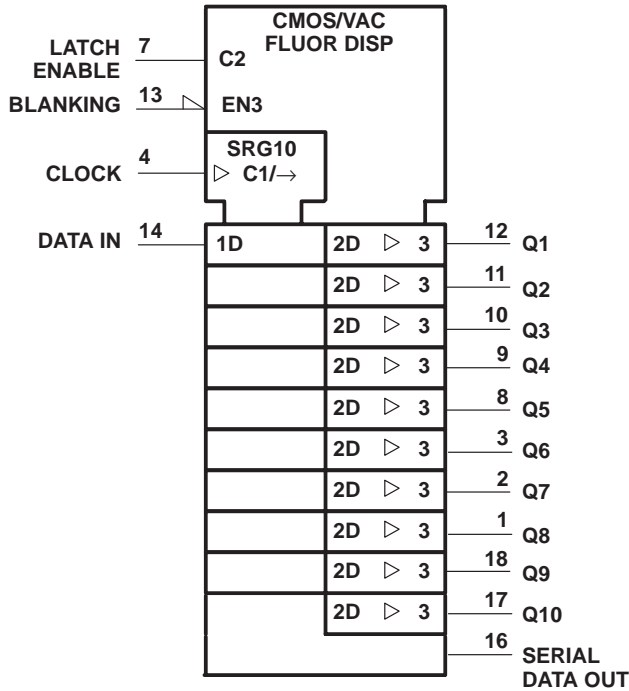 CMOS/VAC
FLUOR DISP
LATCH
ENABLE
7
C2
BLANKING
13
EN3
SRG10
CLOCK
4
C1/→
DATA IN
14
1D
2D ▷ 3
12
Q1
2D ▷ 3
11
Q2
2D ▷ 3
10
Q3
2D ▷ 3
9
Q4
2D ▷ 3
8
Q5
2D ▷ 3
3
Q6
2D ▷ 3
2
Q7
2D ▷ 3
1
Q8
2D ▷ 3
18
Q9
2D ▷ 3
17
Q10
16
SERIAL
DATA OUT